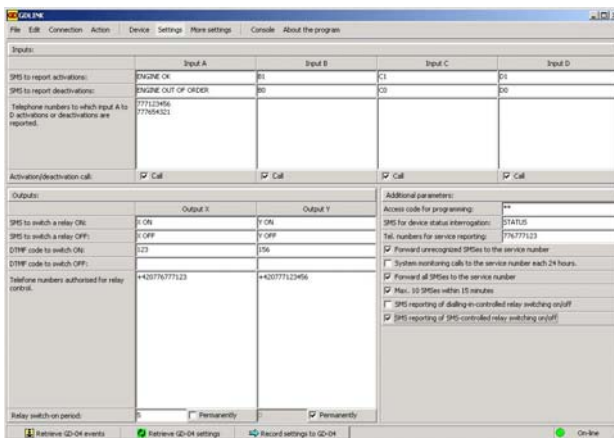 GDLINK
File Edit Connection Action Device Settings More settings Console About the program
Inputs:
Input A Input B Input C Input D
SMS to report activations: ENGINE OK B1 C1 D1
SMS to report deactivations: ENGINE OUT OF ORDER B0 C0 D0
Telephone numbers to which input A to D activations or deactivations are reported.
777123456
777654321
Activation/deactivation call: Call Call Call Call
Outputs:
Output X Output Y
SMS to switch a relay ON: X ON Y ON
SMS to switch a relay OFF: X OFF Y OFF
DTMF code to switch ON: 123 156
DTMF code to switch OFF:
Telefone numbers authorised for relay control. +420776777123 +420777123456
Relay switch-on period: 5 Permanently 0 Permanently
Additional parameters:
Access code for programming: **
SMS for device status interrogation: STATUS
Tel. numbers for service reporting: 776777123
Forward unrecognized SMSes to the service number
System monitoring calls to the service number each 24 hours.
Forward all SMSes to the service number
Max. 10 SMSes within 15 minutes
SMS reporting of dialling-in-controlled relay switching on/off
SMS reporting of SMS-controlled relay switching on/off
Retrieve GD-04 events Retrieve GD-04 settings Record settings to GD-04 On-line